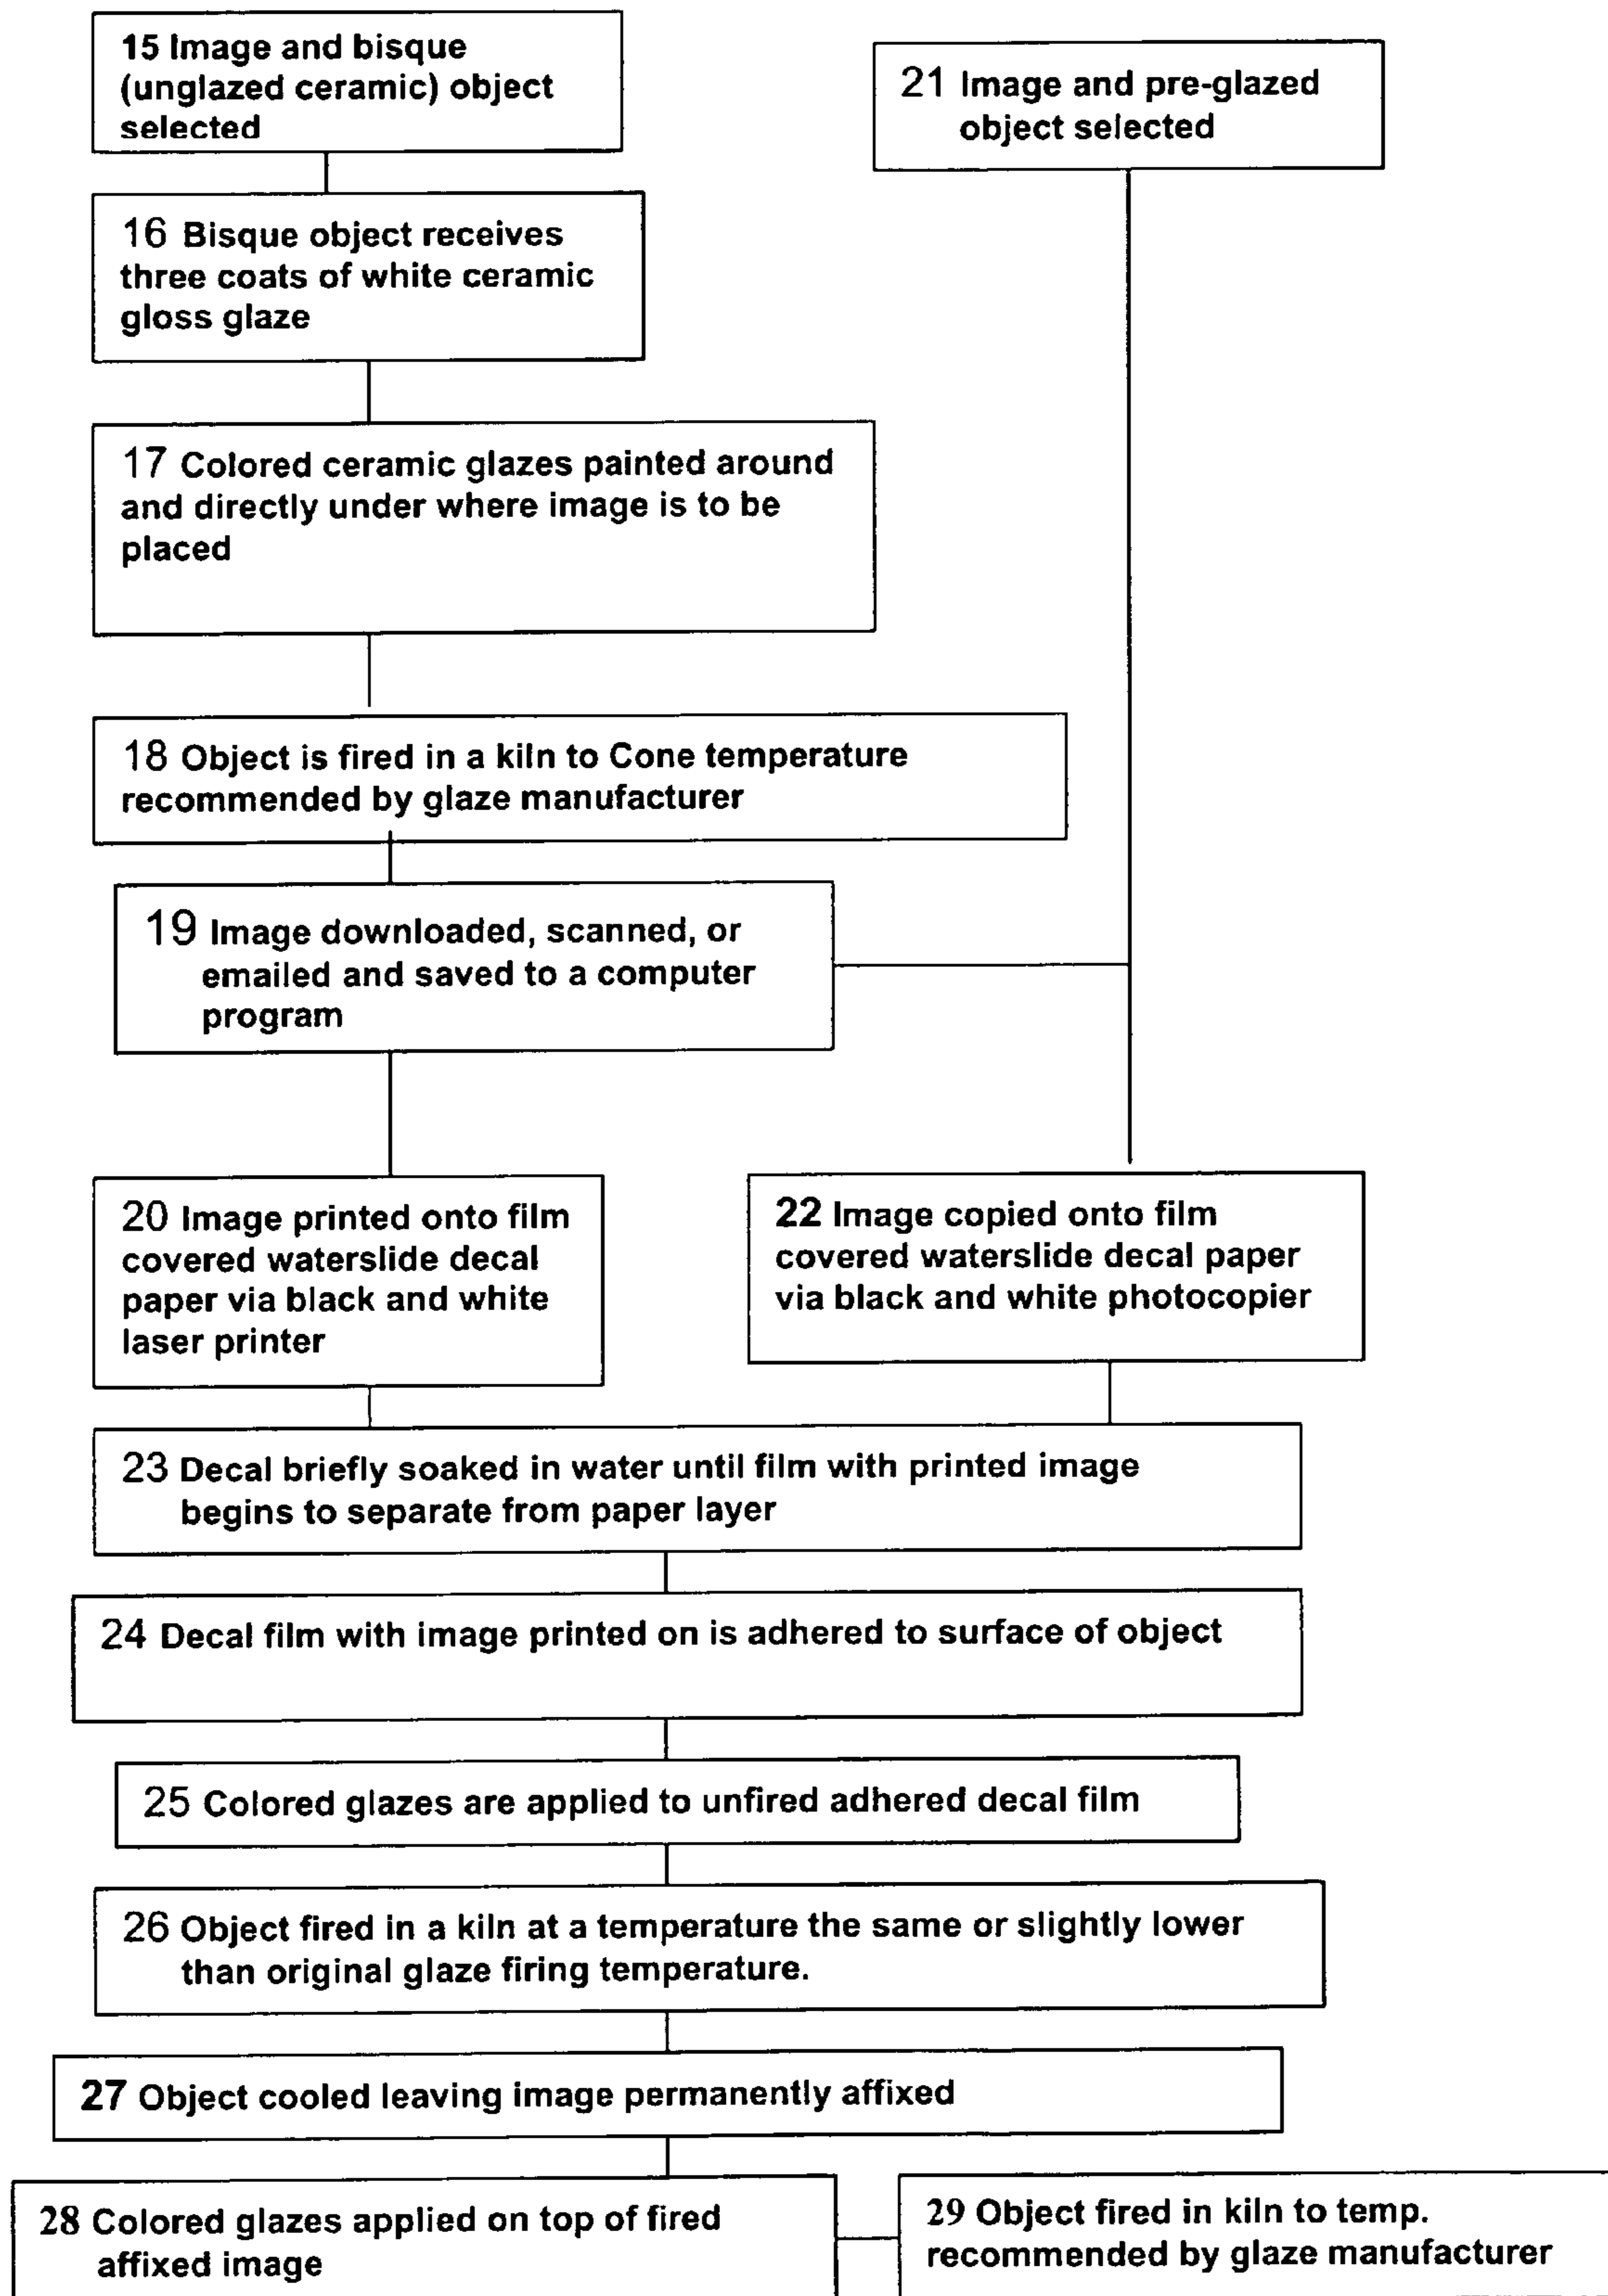 15 Image and bisque
(unglazed ceramic) object
selected
21 Image and pre-glazed
object selected
16 Bisque object receives
three coats of white ceramic
gloss glaze
17 Colored ceramic glazes painted around
and directly under where image is to be
placed
18 Object is fired in a kiln to Cone temperature
recommended by glaze manufacturer
19 Image downloaded, scanned, or
emailed and saved to a computer
program
20 Image printed onto film
covered waterslide decal
paper via black and white
laser printer
22 Image copied onto film
covered waterslide decal paper
via black and white photocopier
23 Decal briefly soaked in water until film with printed image
begins to separate from paper layer
24 Decal film with image printed on is adhered to surface of object
25 Colored glazes are applied to unfired adhered decal film
26 Object fired in a kiln at a temperature the same or slightly lower
than original glaze firing temperature.
27 Object cooled leaving image permanently affixed
28 Colored glazes applied on top of fired
affixed image
29 Object fired in kiln to temp.
recommended by glaze manufacturer